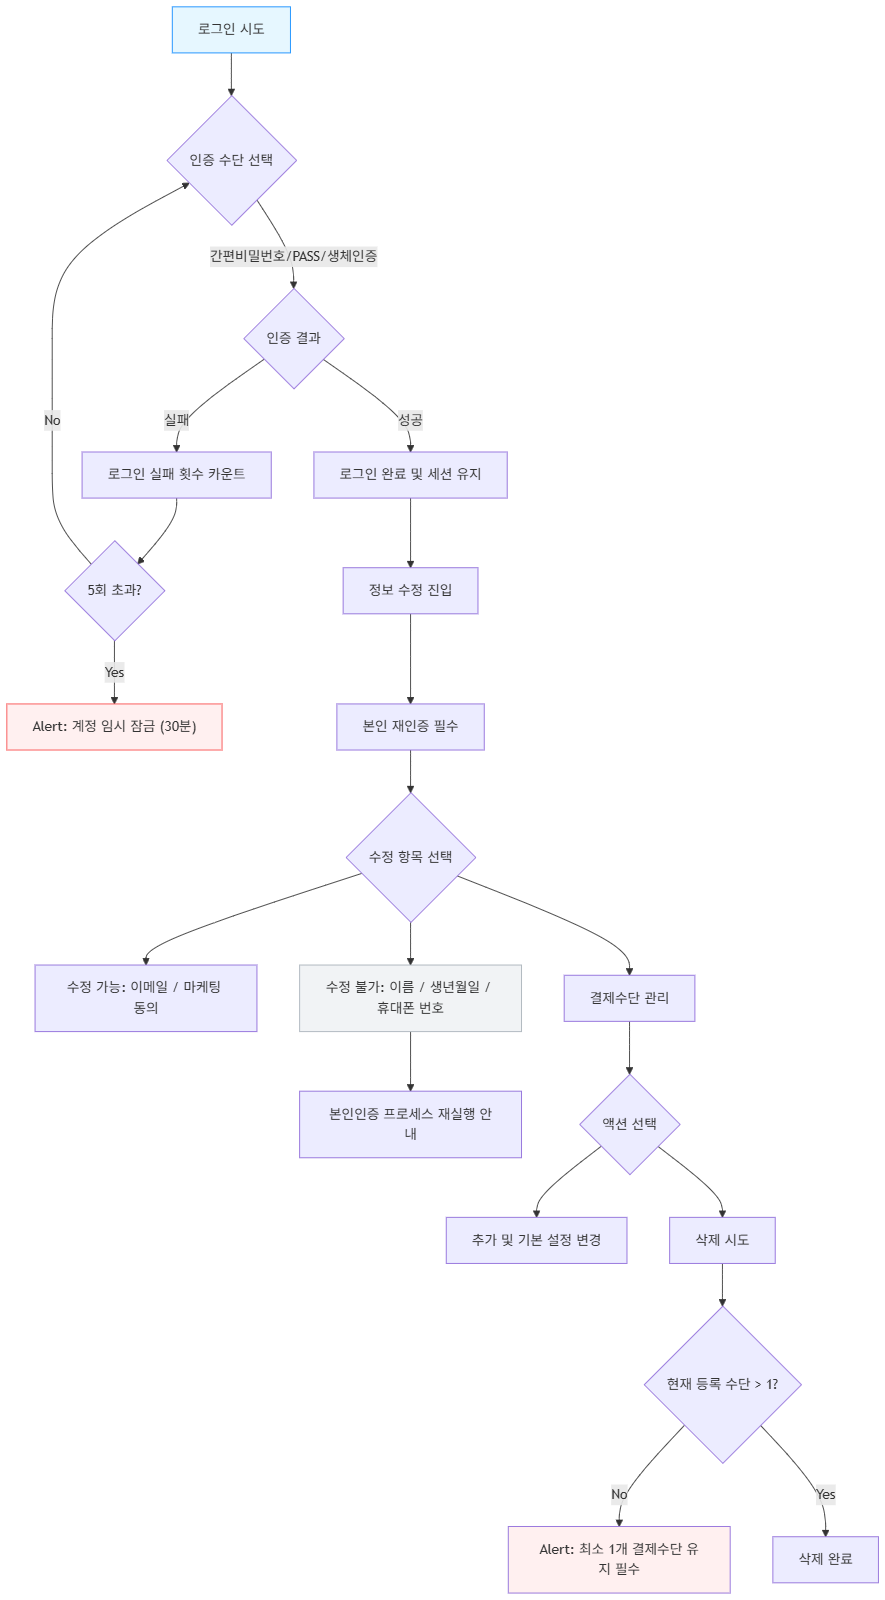 로그인 시도
인증 수단 선택
간편비밀번호/PASS/생체인증
인증 결과
실패
성공
No
로그인 실패 횟수 카운트
로그인 완료 및 세션 유지
5회 초과?
정보 수정 진입
Yes
Alert: 계정 임시 잠금 (30분)
본인 재인증 필수
수정 항목 선택
수정 가능: 이메일 / 마케팅
동의
수정 불가: 이름 / 생년월일 /
휴대폰 번호
결제수단 관리
본인인증 프로세스 재실행 안
내
액션 선택
추가 및 기본 설정 변경
삭제 시도
현재 등록 수단 > 1?
No
Yes
Alert: 최소 1개 결제수단 유
지 필수
삭제 완료